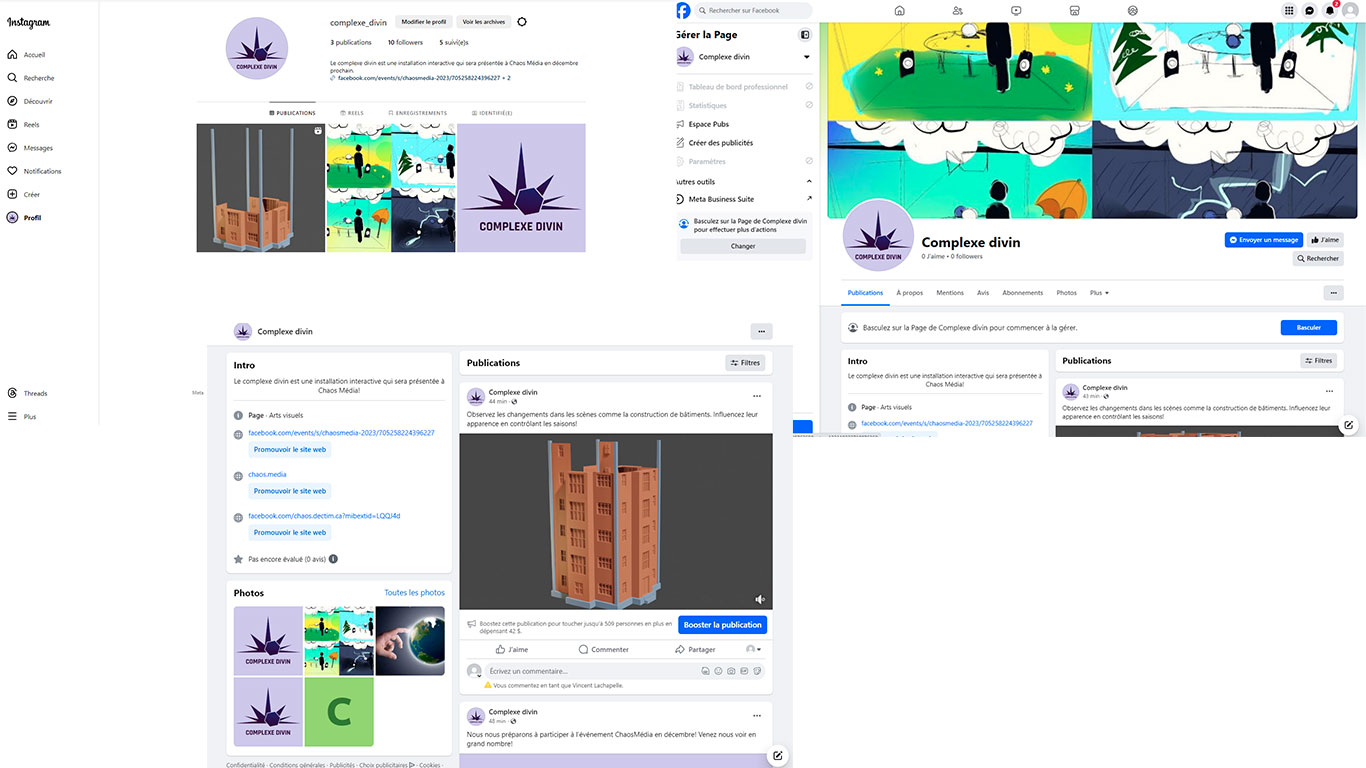 Instagram
Accueil
Recherche
Découvrir
Reels
Messages
Notifications
Créer
Profil
Threads
Plus
COMPLEXE DIVIN
complexe_divin
Modifier le profil
Voir les archives
3 publications
10 followers
5 suivi(e)s
Le complexe divin est une installation interactive qui sera présentée à Chaos Média en décembre
prochain.
facebook.com/events/s/chaosmedia-2023/705258224396227 + 2
PUBLICATIONS
REELS
ENREGISTREMENTS
IDENTIFIÉ(E)
COMPLEXE DIVIN
Meta
Rechercher sur Facebook
2
Gérer la Page
Complexe divin
Tableau de bord professionnel
Statistiques
Espace Pubs
Créer des publicités
Paramètres
Autres outils
Meta Business Suite
Basculez sur la Page de Complexe divin
pour effectuer plus d'actions
Changer
COMPLEXE DIVIN
Complexe divin
0 J'aime • 0 followers
Envoyer un message
J'aime
Rechercher
Publications
À propos
Mentions
Avis
Abonnements
Photos
Plus
Basculez sur la Page de Complexe divin pour commencer à la gérer.
Basculer
Intro
Le complexe divin est une installation interactive qui sera présentée à
Chaos Média!
Page · Arts visuels
facebook.com/events/s/chaosmedia-2023/705258224396227
Publications
Filtres
Complexe divin
43 min ·
Observez les changements dans les scènes comme la construction de bâtiments. Influencez leur
apparence en contrôlant les saisons!
Complexe divin
Intro
Le complexe divin est une installation interactive qui sera présentée à
Chaos Média!
Page · Arts visuels
facebook.com/events/s/chaosmedia-2023/705258224396227
Promouvoir le site web
chaos.media
Promouvoir le site web
facebook.com/chaos.dectim.ca?mibextid=LQQJ4d
Promouvoir le site web
Pas encore évalué (0 avis)
Photos
Toutes les photos
COMPLEXE DIVIN
COMPLEXE DIVIN
C
Confidentialité · Conditions générales · Publicités · Choix publicitaires · Cookies ·
Publications
Filtres
Complexe divin
44 min ·
Observez les changements dans les scènes comme la construction de bâtiments. Influencez leur
apparence en contrôlant les saisons!
Boostez cette publication pour toucher jusqu'à 509 personnes en plus en
dépensant 42 $.
Booster la publication
J'aime
Commenter
Partager
Écrivez un commentaire...
Vous commentez en tant que Vincent Lachapelle.
Complexe divin
48 min ·
Nous nous préparons à participer à l'événement ChaosMédia en décembre! Venez nous voir en
grand nombre!